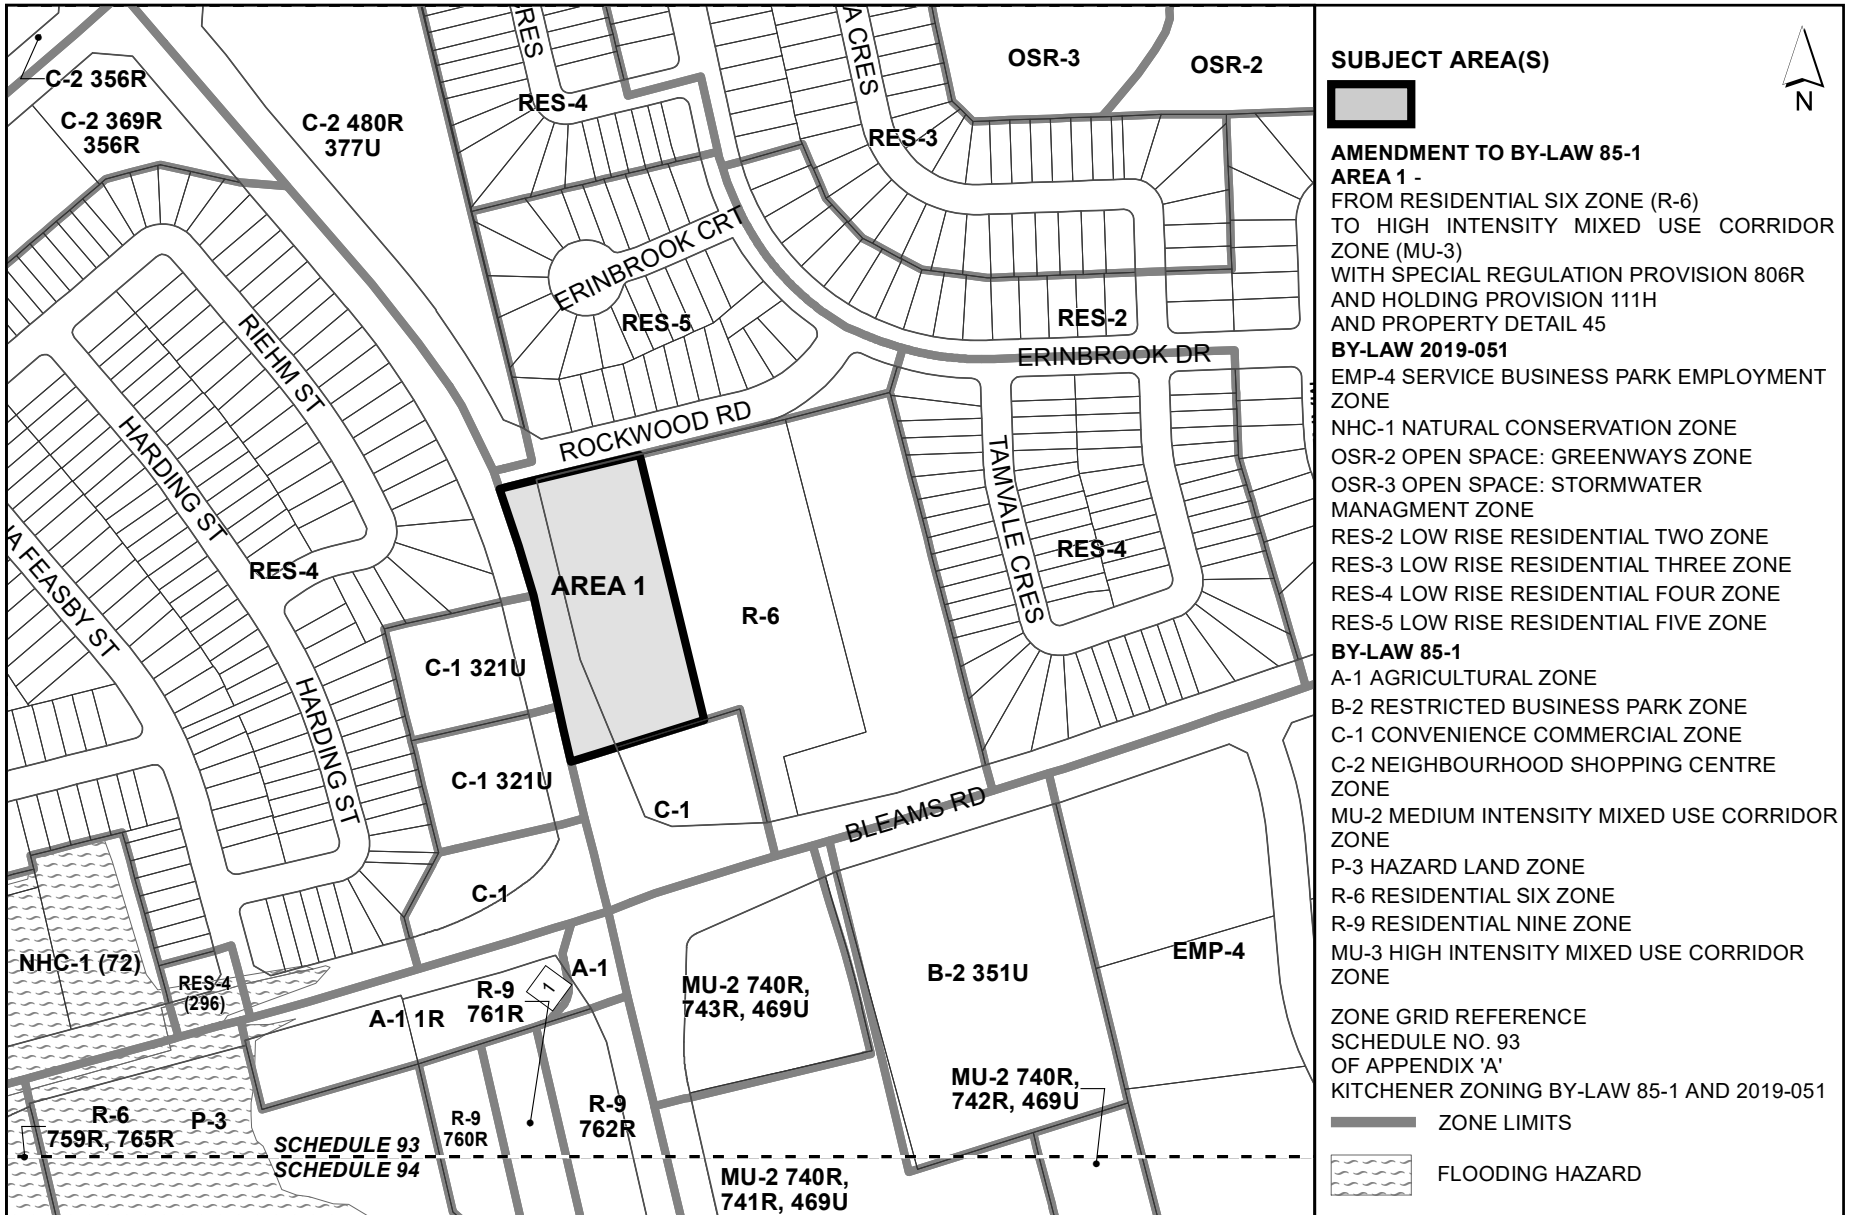 C-2 356R
C-2 369R
356R
C-2 480R
377U
CRES
RES-4
A CRES
RES-3
OSR-3
OSR-2
ERINBROOK CRT
RES-5
RES-2
ERINBROOK DR
RIEHM ST
HARDING ST
RES-4
A FEASBY ST
HARDING ST
ROCKWOOD RD
AREA 1
R-6
TAMVALE CRES
RES-4
C-1 321U
C-1 321U
C-1
C-1
BLEAMS RD
NHC-1 (72)
RES-4
(296)
A-1 1R
R-9
761R
1
A-1
MU-2 740R,
743R, 469U
B-2 351U
EMP-4
MU-2 740R,
742R, 469U
R-6
759R, 765R
P-3
R-9
760R
R-9
762R
SCHEDULE 93
SCHEDULE 94
MU-2 740R,
741R, 469U
SUBJECT AREA(S)
N
AMENDMENT TO BY-LAW 85-1
AREA 1 -
FROM RESIDENTIAL SIX ZONE (R-6)
TO HIGH INTENSITY MIXED USE CORRIDOR
ZONE (MU-3)
WITH SPECIAL REGULATION PROVISION 806R
AND HOLDING PROVISION 111H
AND PROPERTY DETAIL 45
BY-LAW 2019-051
EMP-4 SERVICE BUSINESS PARK EMPLOYMENT
ZONE
NHC-1 NATURAL CONSERVATION ZONE
OSR-2 OPEN SPACE: GREENWAYS ZONE
OSR-3 OPEN SPACE: STORMWATER
MANAGMENT ZONE
RES-2 LOW RISE RESIDENTIAL TWO ZONE
RES-3 LOW RISE RESIDENTIAL THREE ZONE
RES-4 LOW RISE RESIDENTIAL FOUR ZONE
RES-5 LOW RISE RESIDENTIAL FIVE ZONE
BY-LAW 85-1
A-1 AGRICULTURAL ZONE
B-2 RESTRICTED BUSINESS PARK ZONE
C-1 CONVENIENCE COMMERCIAL ZONE
C-2 NEIGHBOURHOOD SHOPPING CENTRE
ZONE
MU-2 MEDIUM INTENSITY MIXED USE CORRIDOR
ZONE
P-3 HAZARD LAND ZONE
R-6 RESIDENTIAL SIX ZONE
R-9 RESIDENTIAL NINE ZONE
MU-3 HIGH INTENSITY MIXED USE CORRIDOR
ZONE
ZONE GRID REFERENCE
SCHEDULE NO. 93
OF APPENDIX 'A'
KITCHENER ZONING BY-LAW 85-1 AND 2019-051
ZONE LIMITS
FLOODING HAZARD